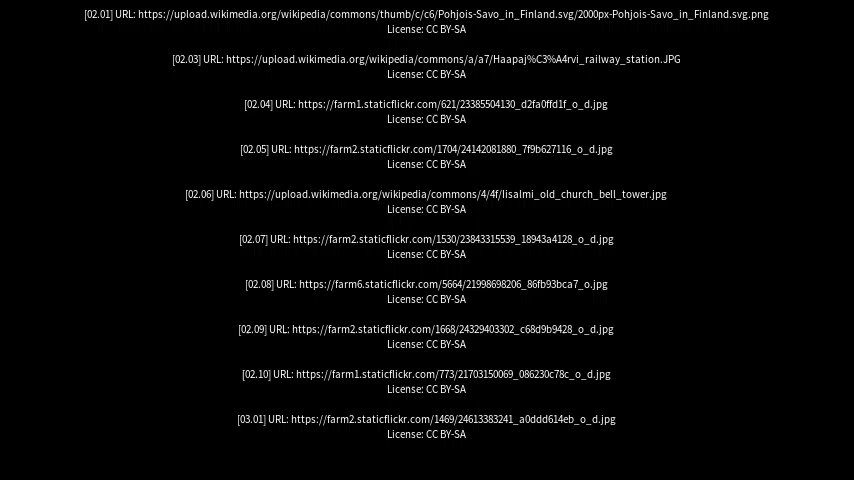 [02.01] URL: https://upload.wikimedia.org/wikipedia/commons/thumb/c/c6/Pohjois-Savo_in_Finland.svg/2000px-Pohjois-Savo_in_Finland.svg.png
License: CC BY-SA
[02.03] URL: https://upload.wikimedia.org/wikipedia/commons/a/a7/Haapaj%C3%A4rvi_railway_station.JPG
License: CC BY-SA
[02.04] URL: https://farm1.staticflickr.com/621/23385504130_d2fa0ffd1f_o_d.jpg
License: CC BY-SA
[02.05] URL: https://farm2.staticflickr.com/1704/24142081880_7f9b627116_o_d.jpg
License: CC BY-SA
[02.06] URL: https://upload.wikimedia.org/wikipedia/commons/4/4f/Iisalmi_old_church_bell_tower.jpg
License: CC BY-SA
[02.07] URL: https://farm2.staticflickr.com/1530/23843315539_18943a4128_o_d.jpg
License: CC BY-SA
[02.08] URL: https://farm6.staticflickr.com/5664/21998698206_86fb93bca7_o.jpg
License: CC BY-SA
[02.09] URL: https://farm2.staticflickr.com/1668/24329403302_c68d9b9428_o_d.jpg
License: CC BY-SA
[02.10] URL: https://farm1.staticflickr.com/773/21703150069_086230c78c_o_d.jpg
License: CC BY-SA
[03.01] URL: https://farm2.staticflickr.com/1469/24613383241_a0ddd614eb_o_d.jpg
License: CC BY-SA